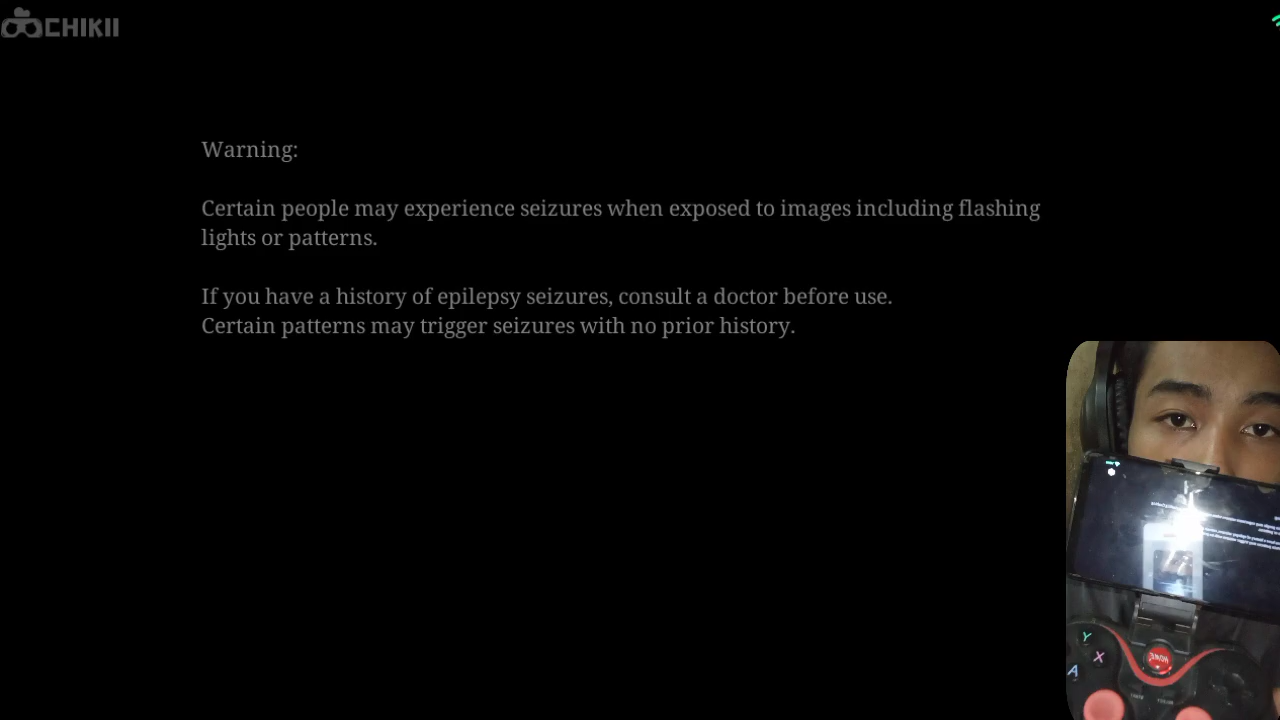 CHIKII
Warning:
Certain people may experience seizures when exposed to images including flashing
lights or patterns.
If you have a history of epilepsy seizures, consult a doctor before use.
Certain patterns may trigger seizures with no prior history.
Y
X
A
HOME